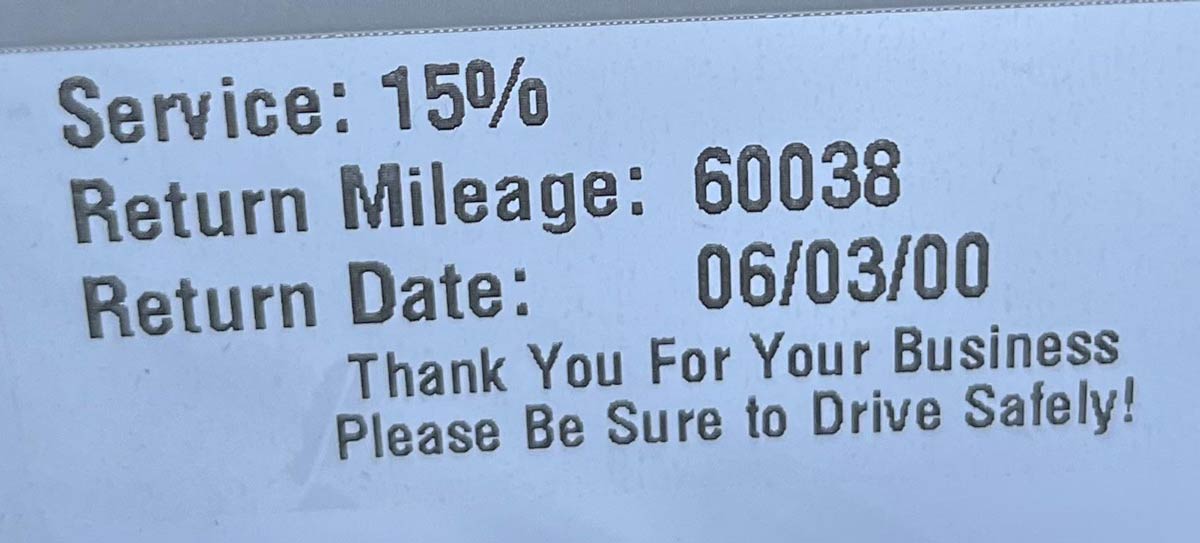 Service: 15%
Return Mileage: 60038
Return Date: 06/03/00
Thank You For Your Business
Please Be Sure to Drive Safely!